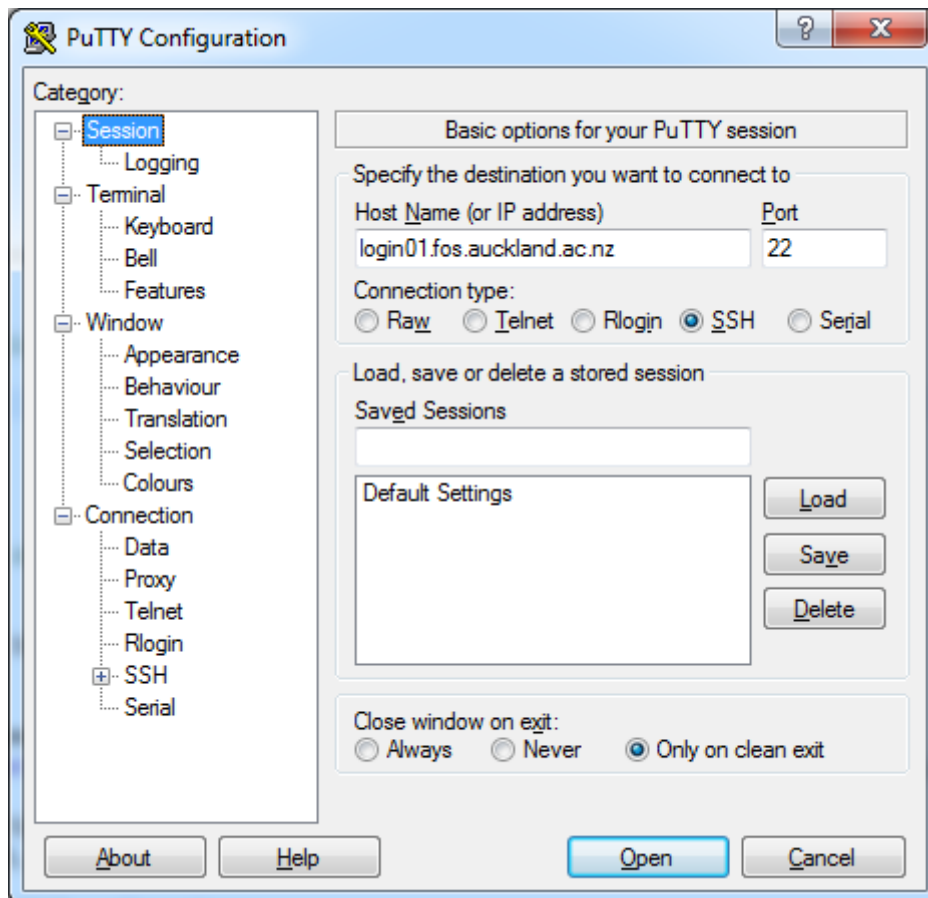 PuTTY Configuration
Category:
Session
Logging
Terminal
Keyboard
Bell
Features
Window
Appearance
Behaviour
Translation
Selection
Colours
Connection
Data
Proxy
Telnet
Rlogin
SSH
Serial
Basic options for your PuTTY session
Specify the destination you want to connect to
Host Name (or IP address) Port
login01.fos.auckland.ac.nz 22
Connection type:
Raw Telnet Rlogin SSH Serial
Load, save or delete a stored session
Saved Sessions
Default Settings
Load
Save
Delete
Close window on exit:
Always Never Only on clean exit
About Help Open Cancel